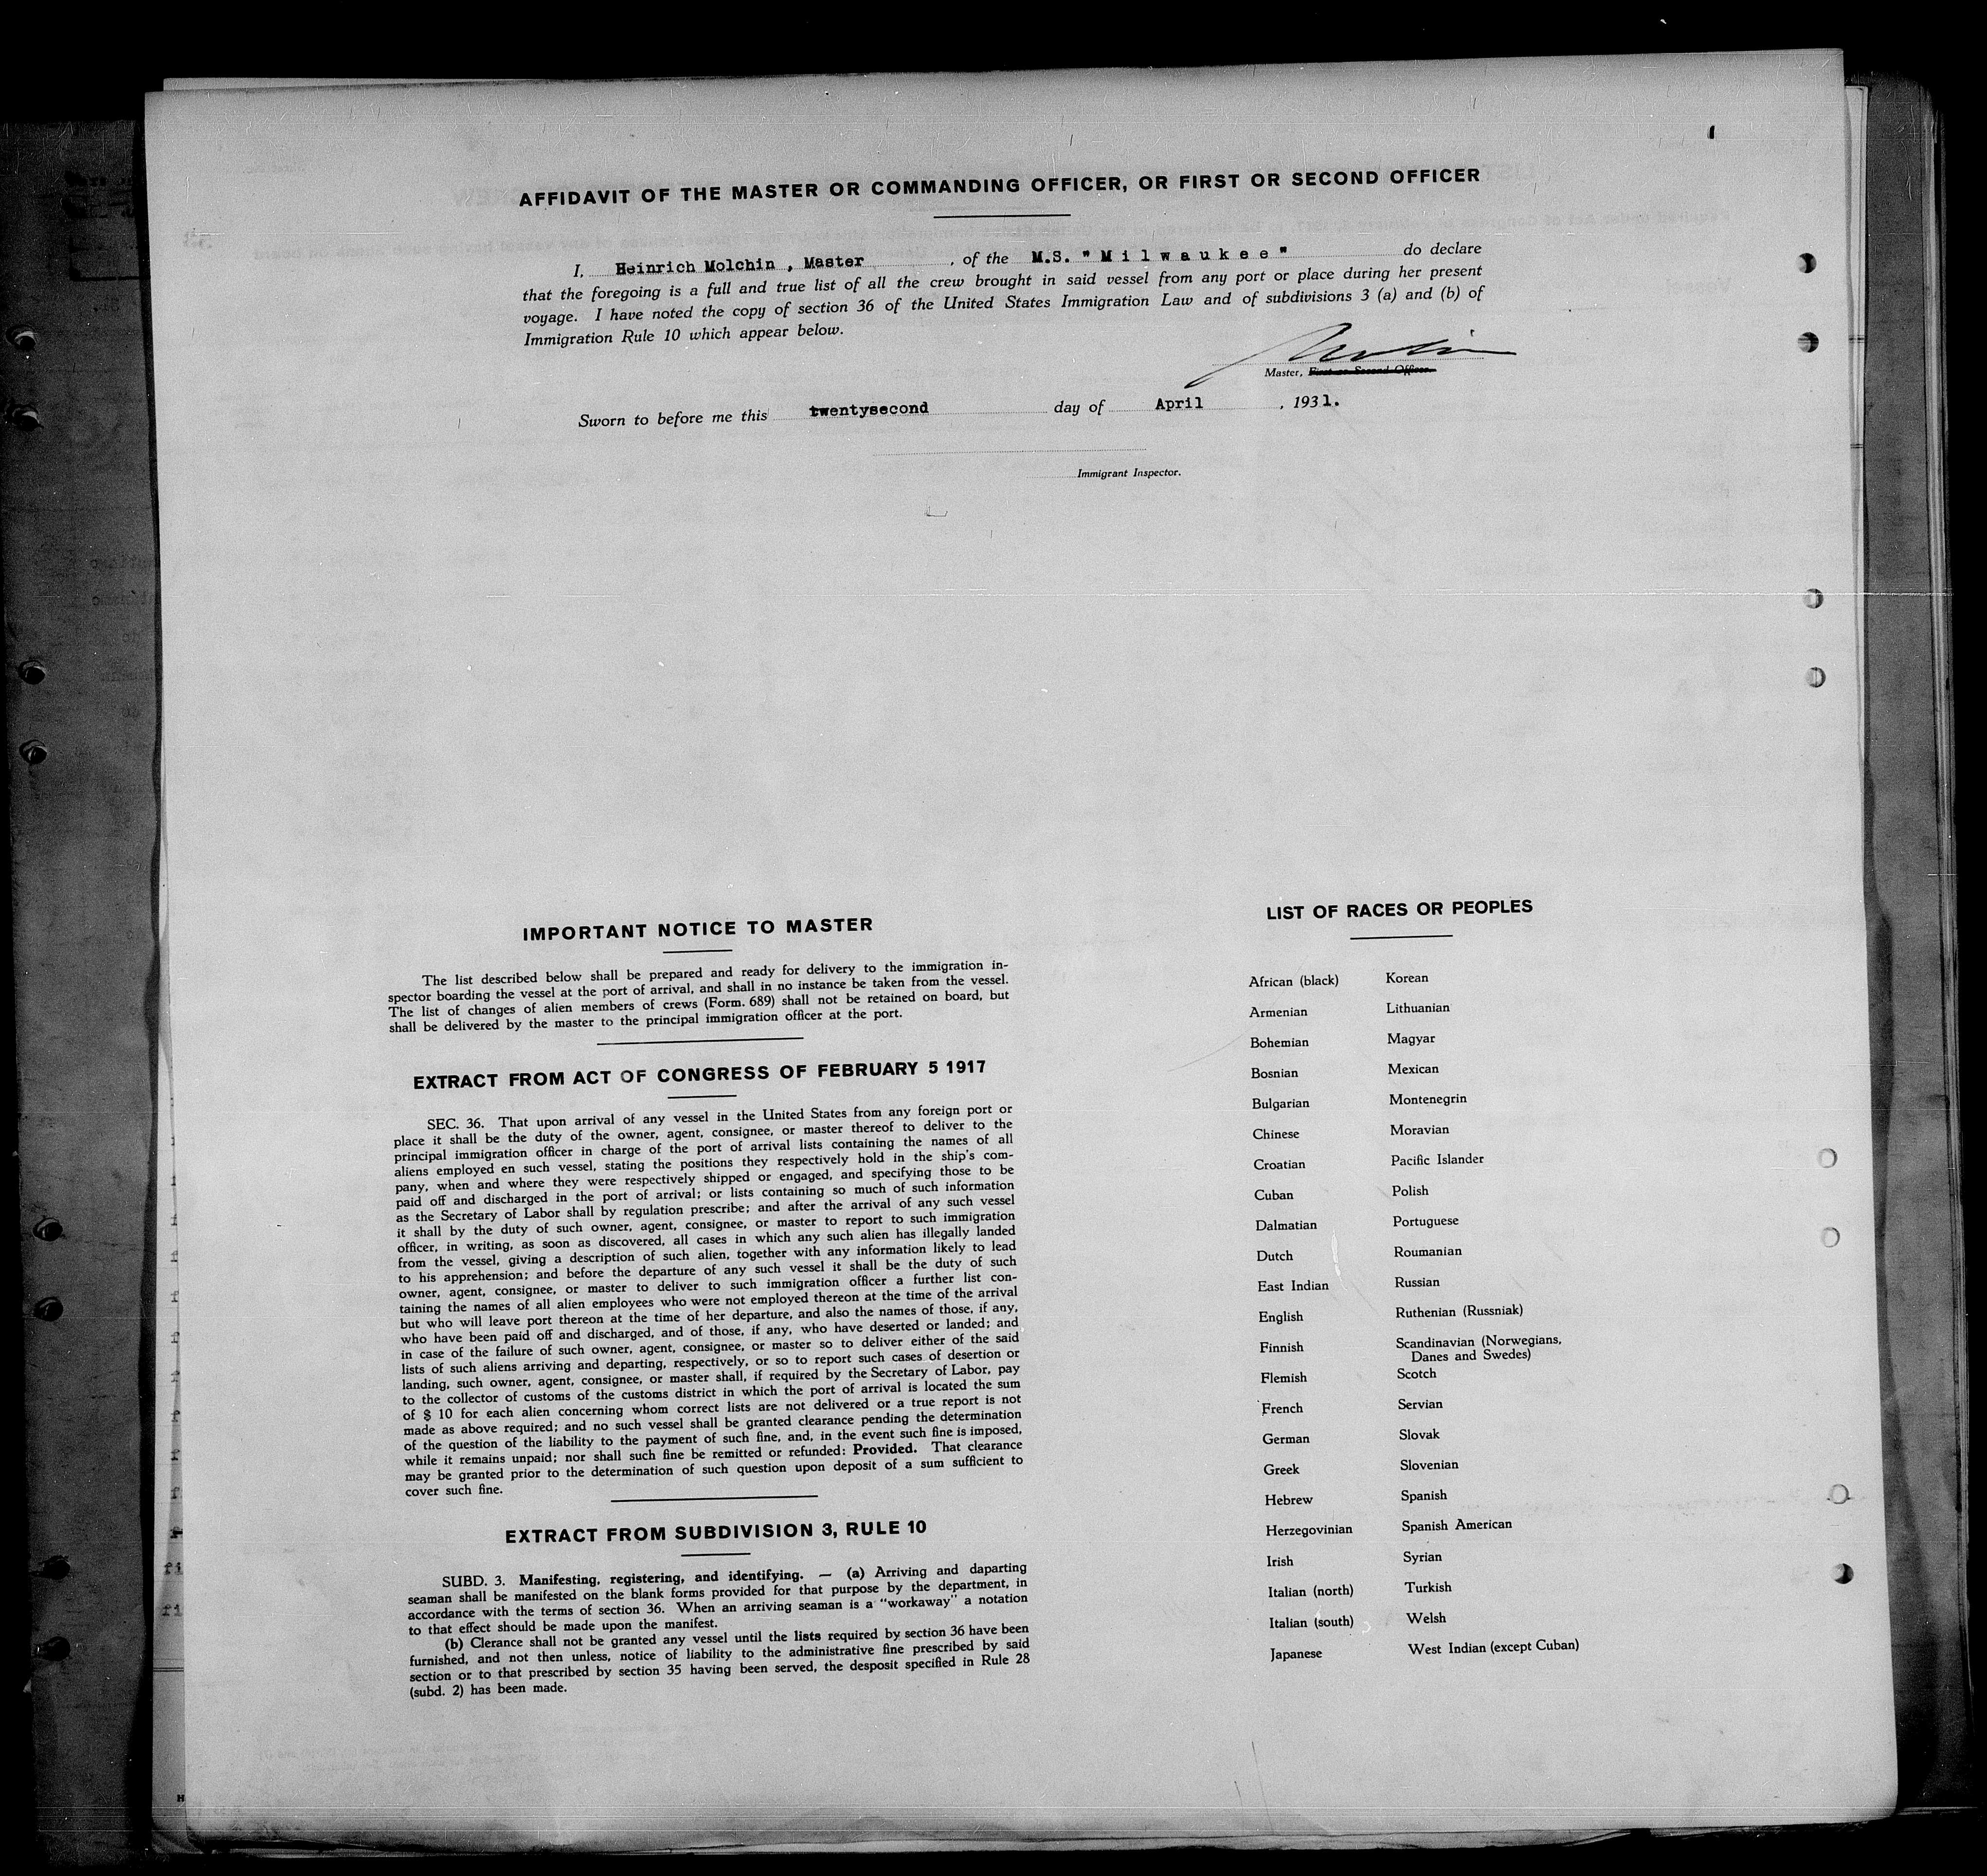 AFFIDAVIT OF THE MASTER OR COMMANDING OFFICER, OR FIRST OR SECOND OFFICER
I, Heinrich Molchin , Master , of the M.S. "M i l w a u k e e" do declare
that the foregoing is a full and true list of all the crew brought in said vessel from any port or place during her present
voyage. I have noted the copy of section 36 of the United States Immigration Law and of subdivisions 3 (a) and (b) of
Immigration Rule 10 which appear below.
Master, First or Second Officer.
Sworn to before me this twentysecond day of April , 1931.
Immigrant Inspector.
IMPORTANT NOTICE TO MASTER
The list described below shall be prepared and ready for delivery to the immigration in-
spector boarding the vessel at the port of arrival, and shall in no instance be taken from the vessel.
The list of changes of alien members of crews (Form. 689) shall not be retained on board, but
shall be delivered by the master to the principal immigration officer at the port.
EXTRACT FROM ACT OF CONGRESS OF FEBRUARY 5 1917
SEC. 36. That upon arrival of any vessel in the United States from any foreign port or
place it shall be the duty of the owner, agent, consignee, or master thereof to deliver to the
principal immigration officer in charge of the port of arrival lists containing the names of all
aliens employed en such vessel, stating the positions they respectively hold in the ship's com-
pany, when and where they were respectively shipped or engaged, and specifying those to be
paid off and discharged in the port of arrival; or lists containing so much of such information
as the Secretary of Labor shall by regulation prescribe; and after the arrival of any such vessel
it shall by the duty of such owner, agent, consignee, or master to report to such immigration
officer, in writing, as soon as discovered, all cases in which any such alien has illegally landed
from the vessel, giving a description of such alien, together with any information likely to lead
to his apprehension; and before the departure of any such vessel it shall be the duty of such
owner, agent, consignee, or master to deliver to such immigration officer a further list con-
taining the names of all alien employees who were not employed thereon at the time of the arrival
but who will leave port thereon at the time of her departure, and also the names of those, if any,
who have been paid off and discharged, and of those, if any, who have deserted or landed; and
in case of the failure of such owner, agent, consignee, or master so to deliver either of the said
lists of such aliens arriving and departing, respectively, or so to report such cases of desertion or
landing, such owner, agent, consignee, or master shall, if required by the Secretary of Labor, pay
to the collector of customs of the customs district in which the port of arrival is located the sum
of $ 10 for each alien concerning whom correct lists are not delivered or a true report is not
made as above required; and no such vessel shall be granted clearance pending the determination
of the question of the liability to the payment of such fine, and, in the event such fine is imposed,
while it remains unpaid; nor shall such fine be remitted or refunded: Provided. That clearance
may be granted prior to the determination of such question upon deposit of a sum sufficient to
cover such fine.
EXTRACT FROM SUBDIVISION 3, RULE 10
SUBD. 3. Manifesting, registering, and identifying. — (a) Arriving and daparting
seaman shall be manifested on the blank forms provided for that purpose by the department, in
accordance with the terms of section 36. When an arriving seaman is a "workaway" a notation
to that effect should be made upon the manifest.
(b) Clerance shall not be granted any vessel until the lists required by section 36 have been
furnished, and not then unless, notice of liability to the administrative fine prescribed by said
section or to that prescribed by section 35 having been served, the desposit specified in Rule 28
(subd. 2) has been made.
LIST OF RACES OR PEOPLES
African (black)
Armenian
Bohemian
Bosnian
Bulgarian
Chinese
Croatian
Cuban
Dalmatian
Dutch
East Indian
English
Finnish
Flemish
French
German
Greek
Hebrew
Herzegovinian
Irish
Italian (north)
Italian (south)
Japanese
Korean
Lithuanian
Magyar
Mexican
Montenegrin
Moravian
Pacific Islander
Polish
Portuguese
Roumanian
Russian
Ruthenian (Russniak)
Scandinavian (Norwegians,
Danes and Swedes)
Scotch
Servian
Slovak
Slovenian
Spanish
Spanish American
Syrian
Turkish
Welsh
West Indian (except Cuban)